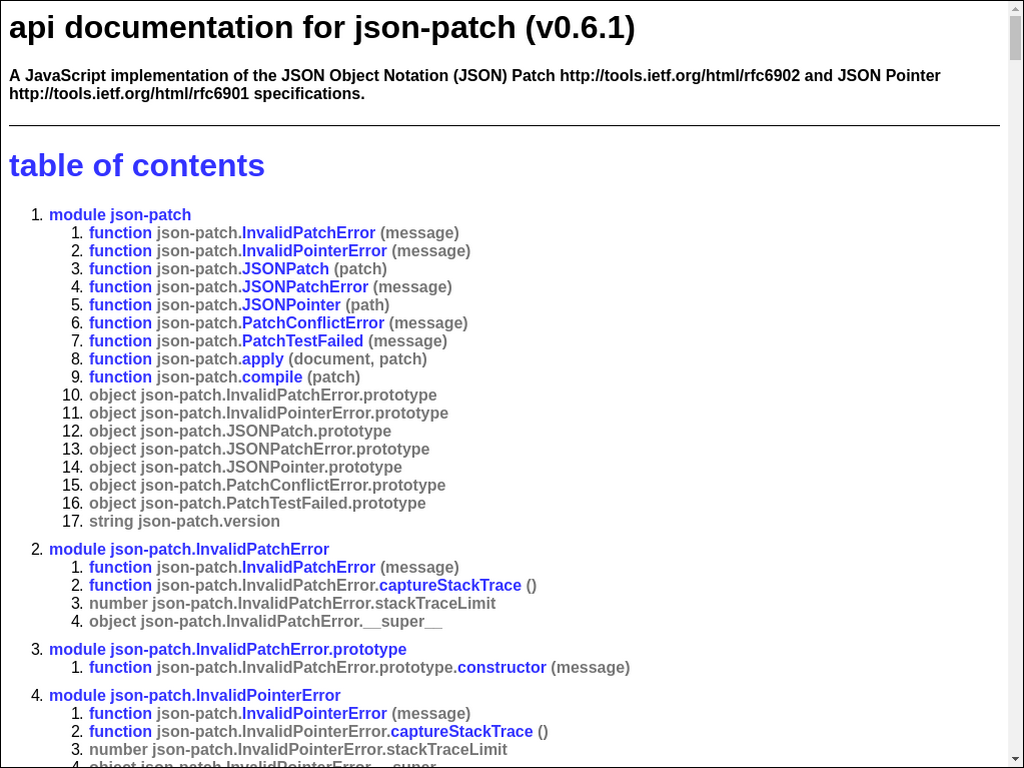 api documentation for json-patch (v0.6.1)
A JavaScript implementation of the JSON Object Notation (JSON) Patch http://tools.ietf.org/html/rfc6902 and JSON Pointer
http://tools.ietf.org/html/rfc6901 specifications.
table of contents
1. module json-patch
1. function json-patch.InvalidPatchError (message)
2. function json-patch.InvalidPointerError (message)
3. function json-patch.JSONPatch (patch)
4. function json-patch.JSONPatchError (message)
5. function json-patch.JSONPointer (path)
6. function json-patch.PatchConflictError (message)
7. function json-patch.PatchTestFailed (message)
8. function json-patch.apply (document, patch)
9. function json-patch.compile (patch)
10. object json-patch.InvalidPatchError.prototype
11. object json-patch.InvalidPointerError.prototype
12. object json-patch.JSONPatch.prototype
13. object json-patch.JSONPatchError.prototype
14. object json-patch.JSONPointer.prototype
15. object json-patch.PatchConflictError.prototype
16. object json-patch.PatchTestFailed.prototype
17. string json-patch.version
2. module json-patch.InvalidPatchError
1. function json-patch.InvalidPatchError (message)
2. function json-patch.InvalidPatchError.captureStackTrace ()
3. number json-patch.InvalidPatchError.stackTraceLimit
4. object json-patch.InvalidPatchError.__super__
3. module json-patch.InvalidPatchError.prototype
1. function json-patch.InvalidPatchError.prototype.constructor (message)
4. module json-patch.InvalidPointerError
1. function json-patch.InvalidPointerError (message)
2. function json-patch.InvalidPointerError.captureStackTrace ()
3. number json-patch.InvalidPointerError.stackTraceLimit
4. object json-patch.InvalidPointerError.__super__